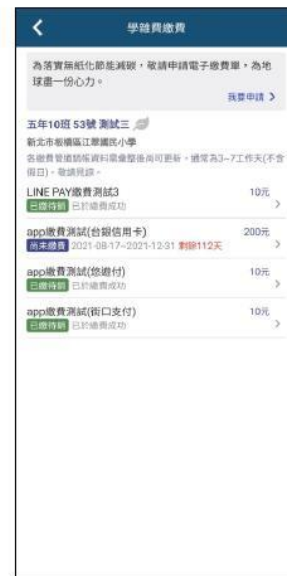 學雜費繳費
為落實無紙化節能減碳，敬請申請電子繳費單，為地
球盡一份心力。
我要申請
五年10班 53號 測試三
新北市板橋區江翠國民小學
各繳費管道銷帳資料需彙整後尚可更新，通常為3~7工作天(不含
假日)，敬請見諒。
LINE PAY繳費測試3 10元
已繳待銷 已於繳費成功
app繳費測試(台銀信用卡) 200元
尚未繳費 2021-08-17~2021-12-31 剩餘112天
app繳費測試(悠遊付) 10元
已繳待銷 已於繳費成功
app繳費測試(街口支付) 10元
已繳待銷 已於繳費成功